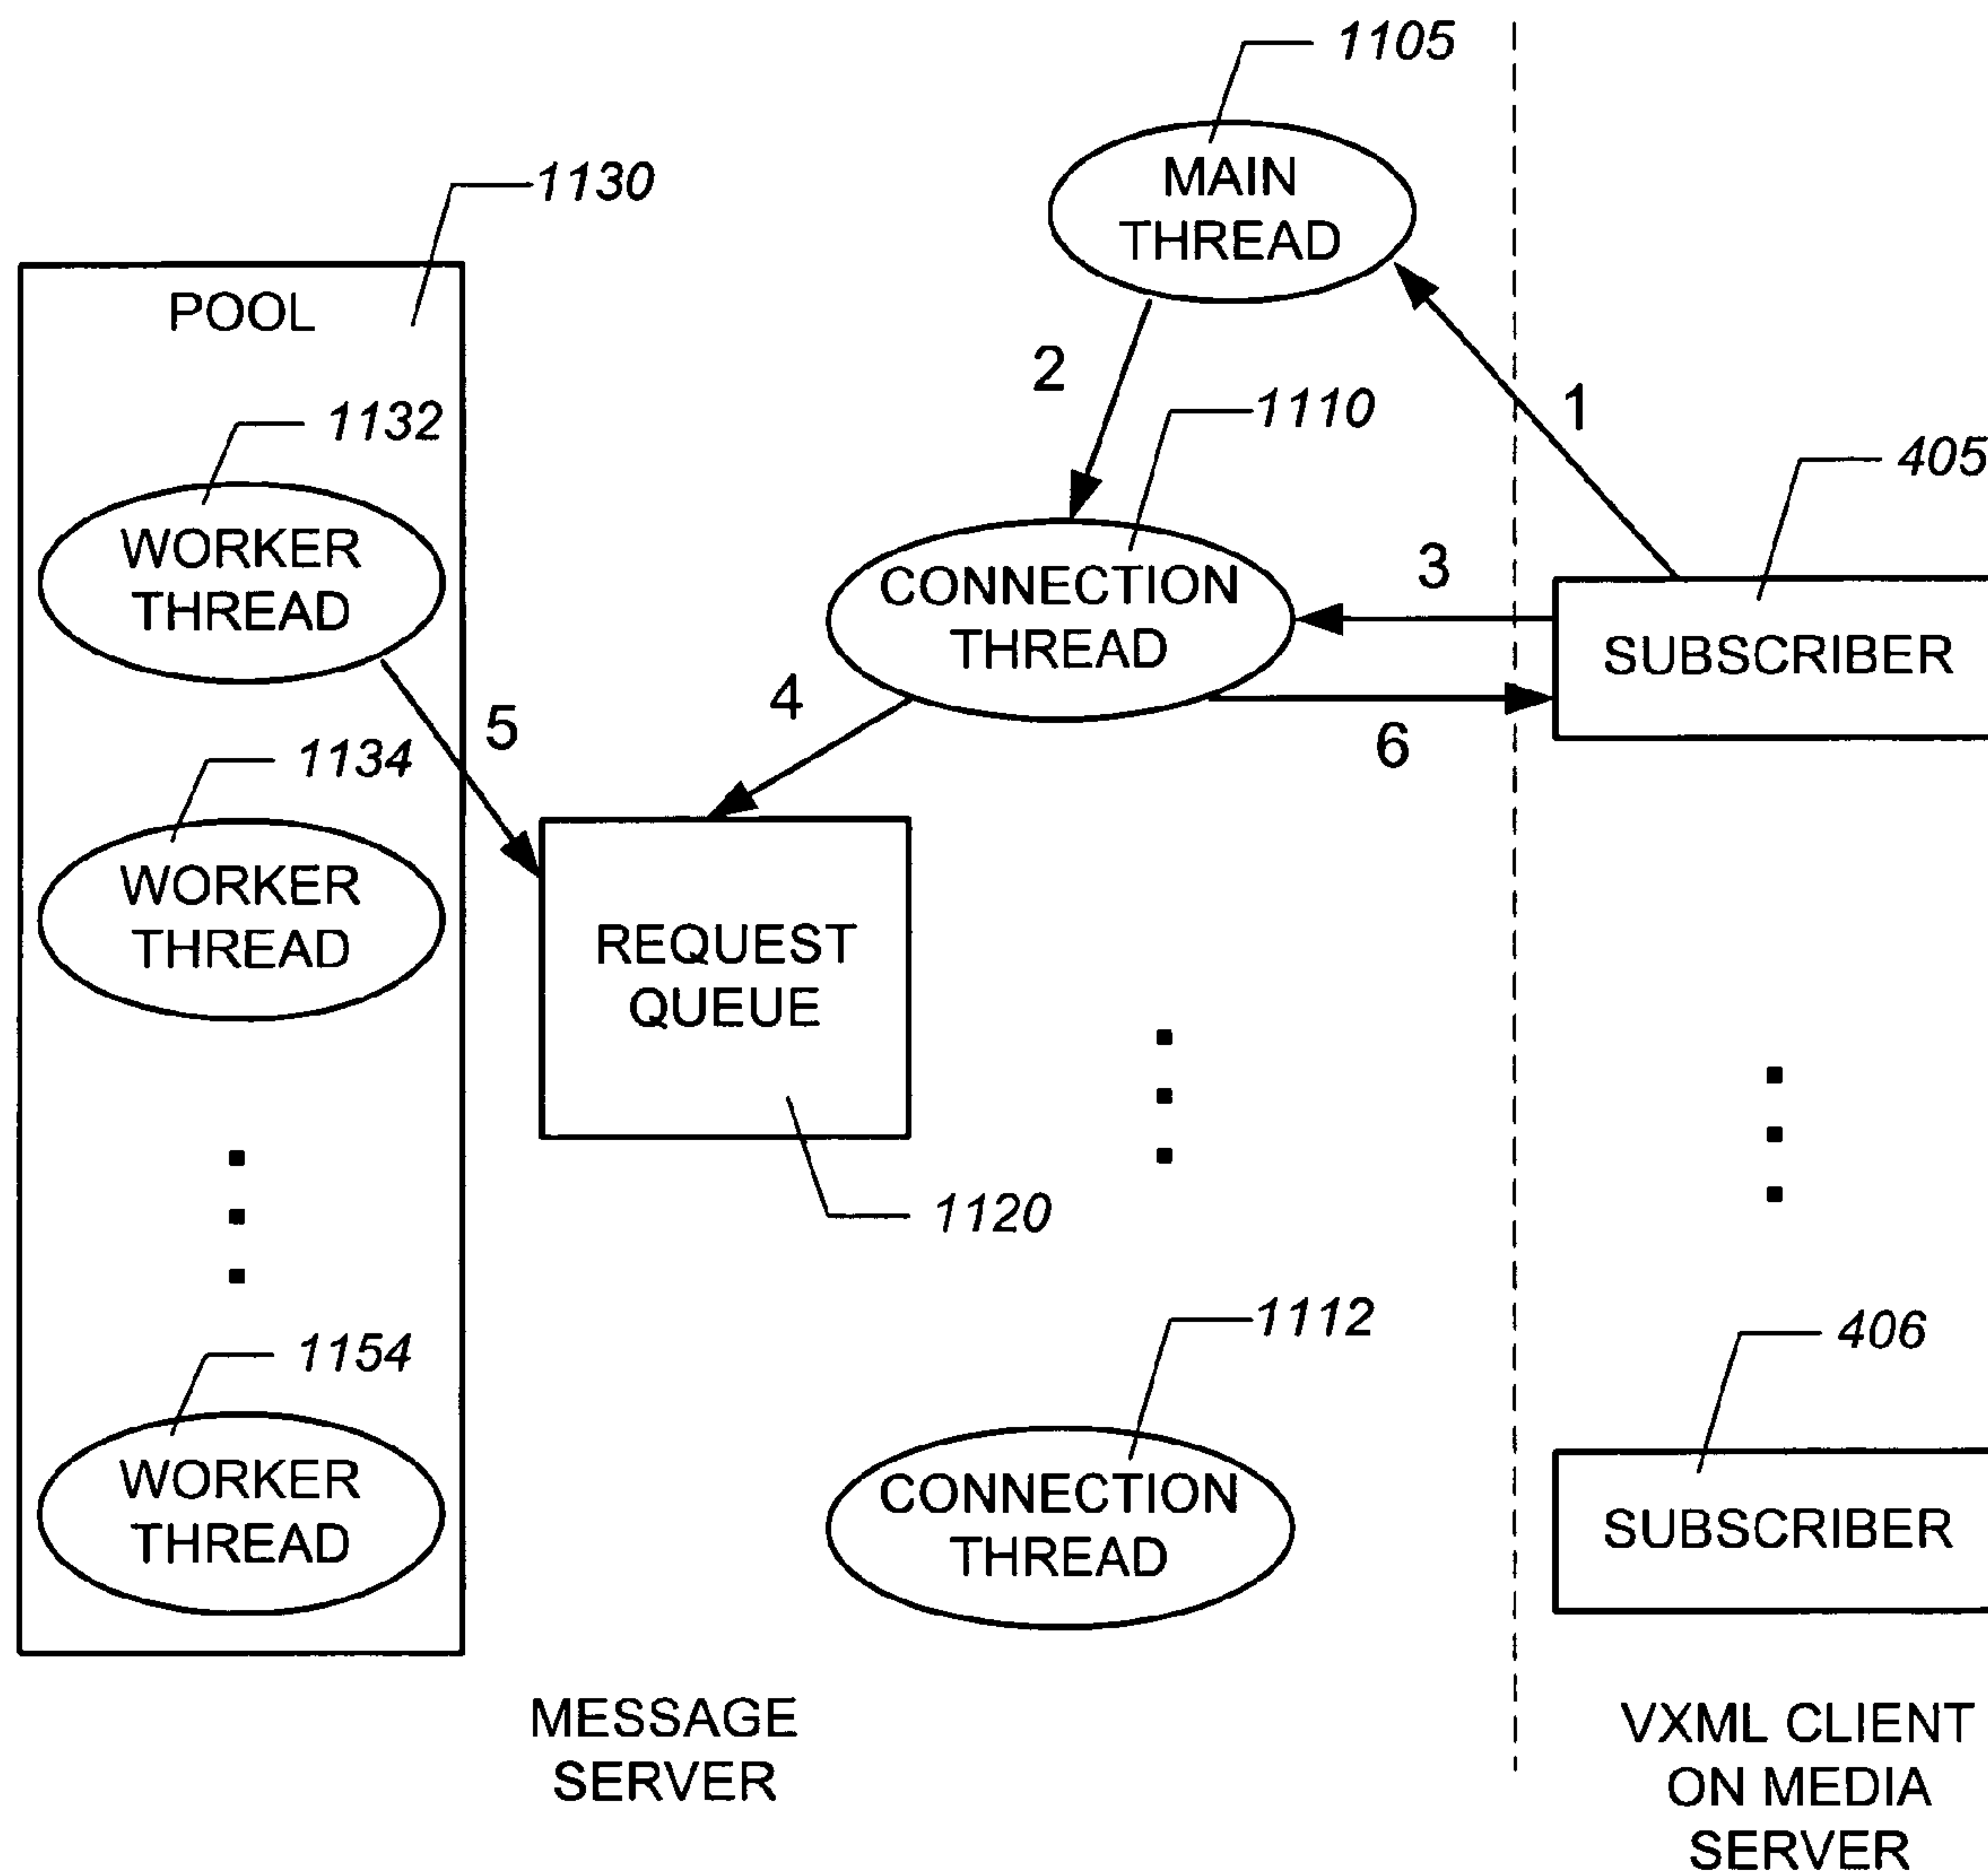 1105
MAIN
THREAD
1130
POOL
2
1
1110
1132
405
WORKER
THREAD
CONNECTION
THREAD
3
SUBSCRIBER
4
5
6
1134
WORKER
THREAD
REQUEST
QUEUE
1120
1112
406
1154
WORKER
THREAD
CONNECTION
THREAD
SUBSCRIBER
MESSAGE
SERVER
VXML CLIENT
ON MEDIA
SERVER